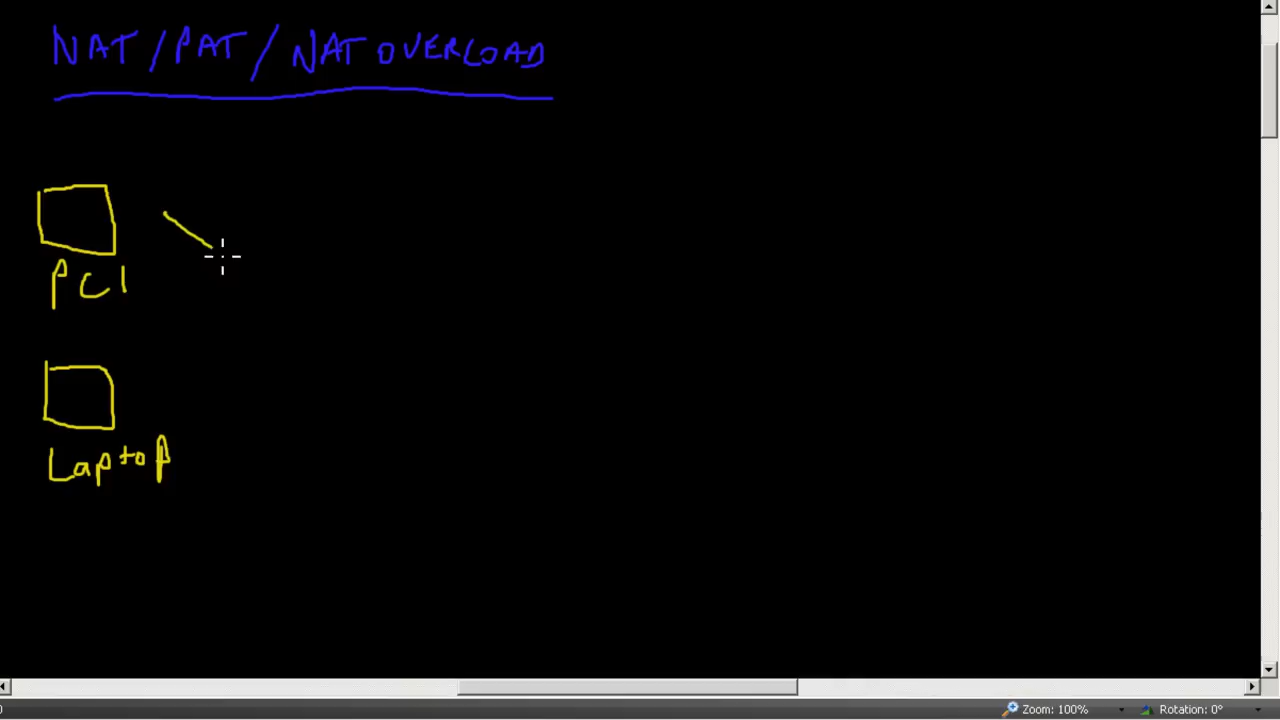 NAT / PAT / NAT OVERLOAD
PC1
Laptop
Zoom: 100%
Rotation: 0°